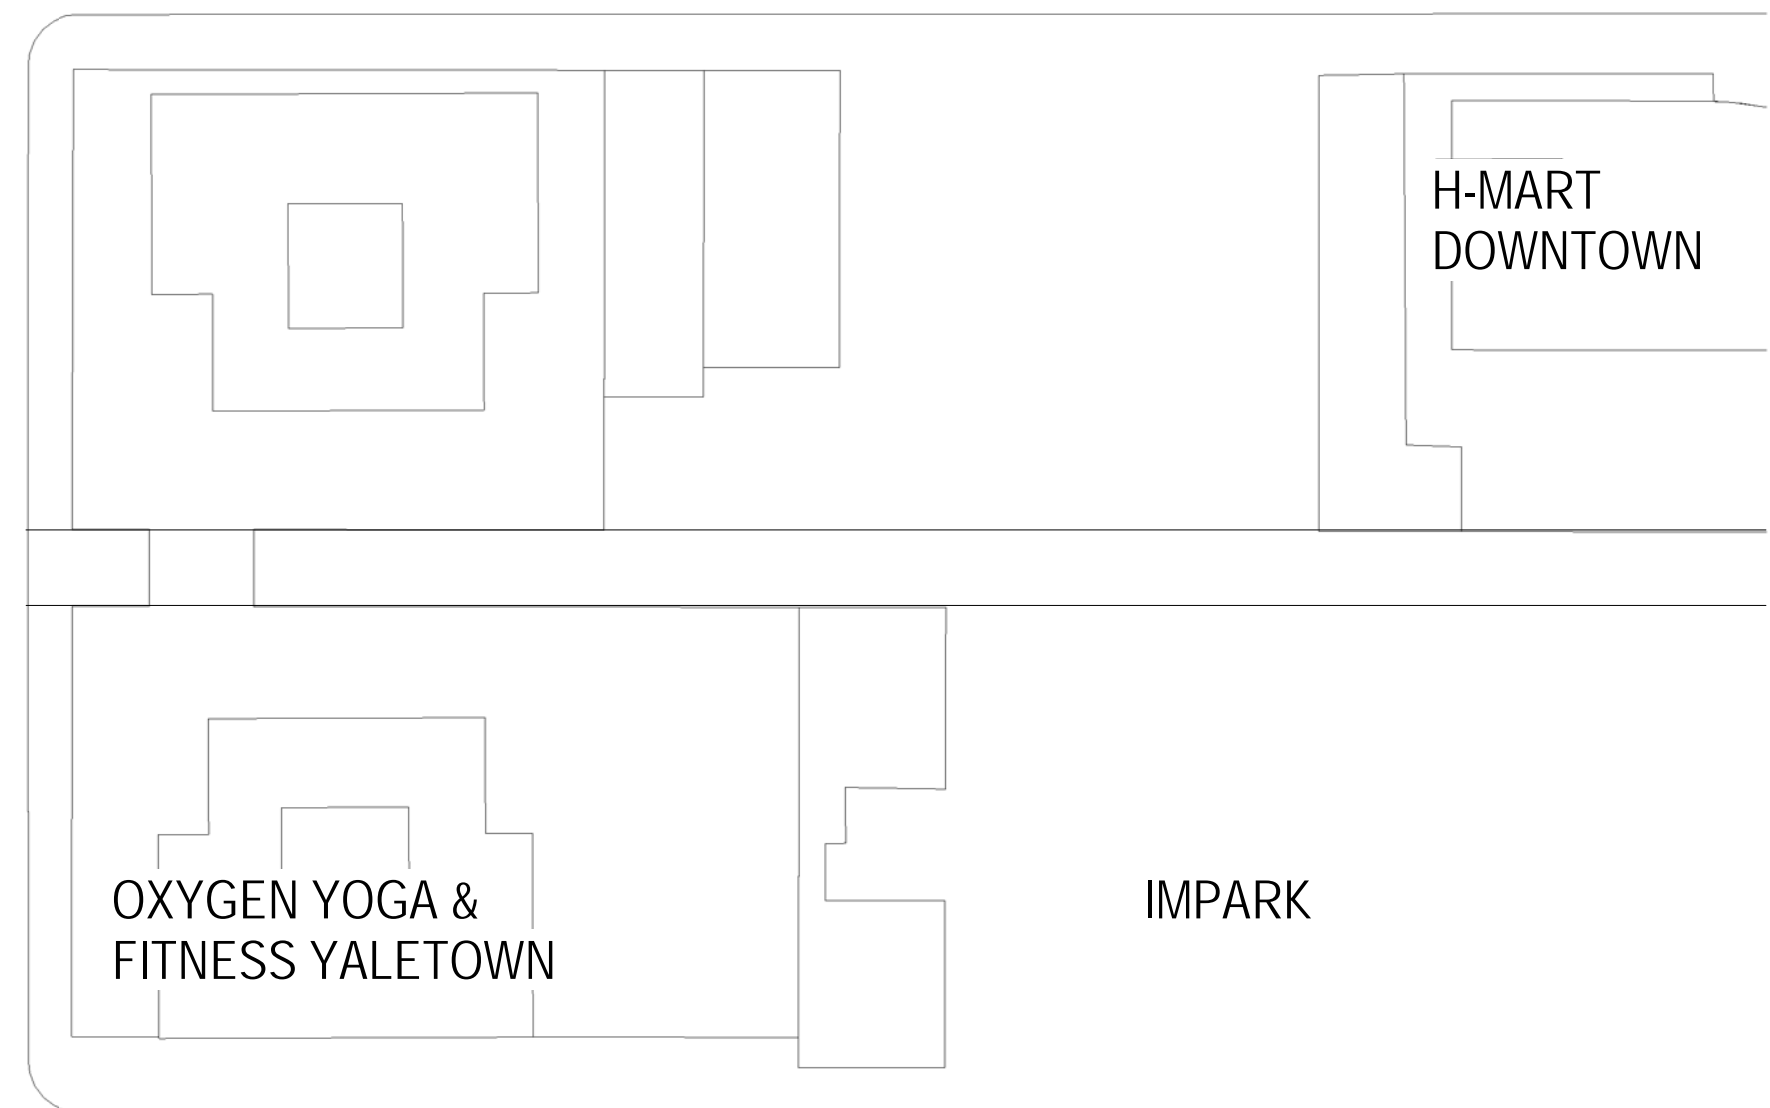 H-MART
DOWNTOWN
OXYGEN YOGA &
FITNESS YALETOWN
IMPARK